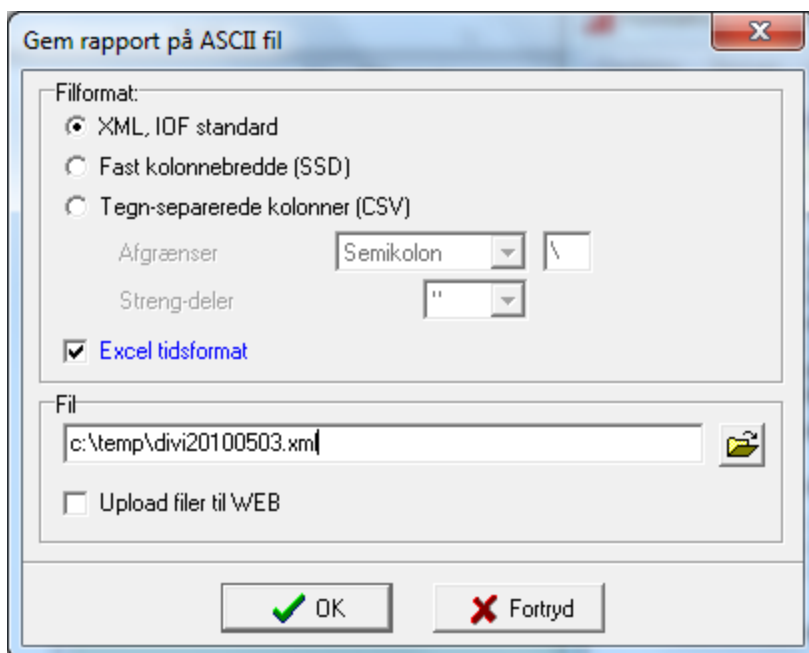 Gem rapport på ASCII fil
Filformat:
XML, IOF standard
Fast kolonnebredde (SSD)
Tegn-separerede kolonner (CSV)
Afgrænser Semikolon \
Streng-deler "
Excel tidsformat
Fil
c:\temp\divi20100503.xml
Upload filer til WEB
OK Fortryd